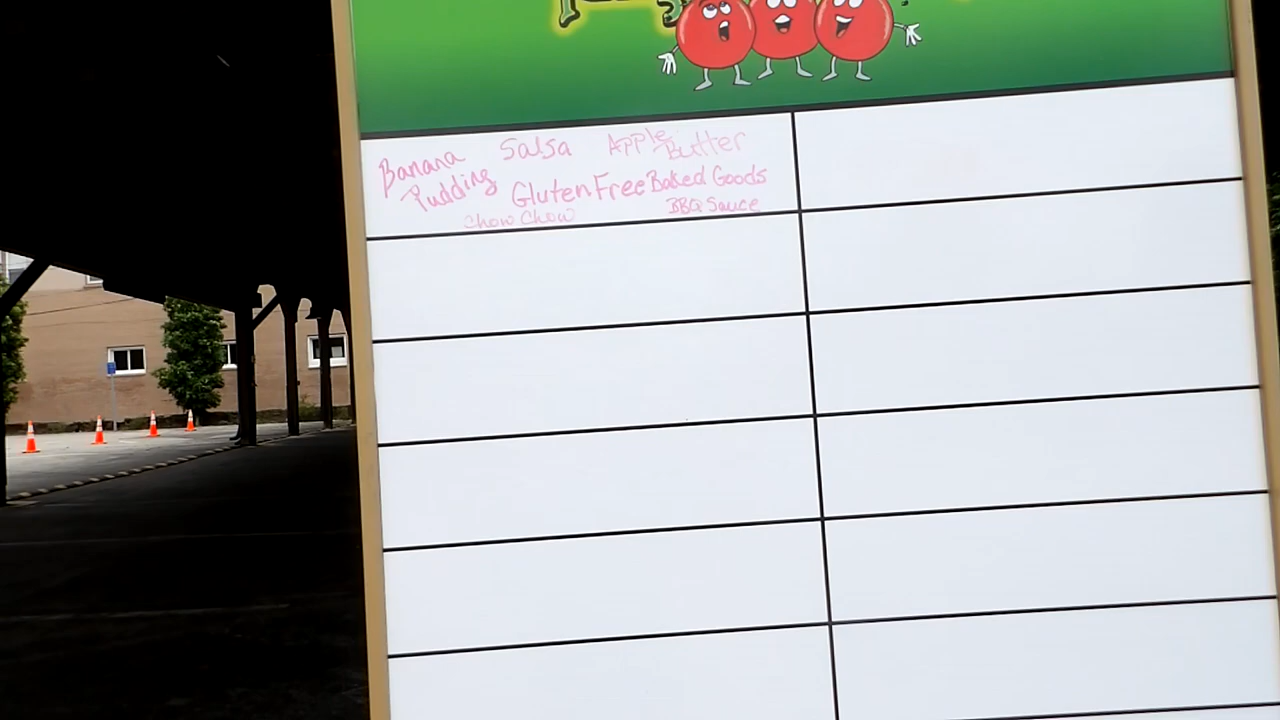 Banana Salsa Apple Butter
Pudding Gluten Free Baked Goods
Chow Chow BBQ Sauce